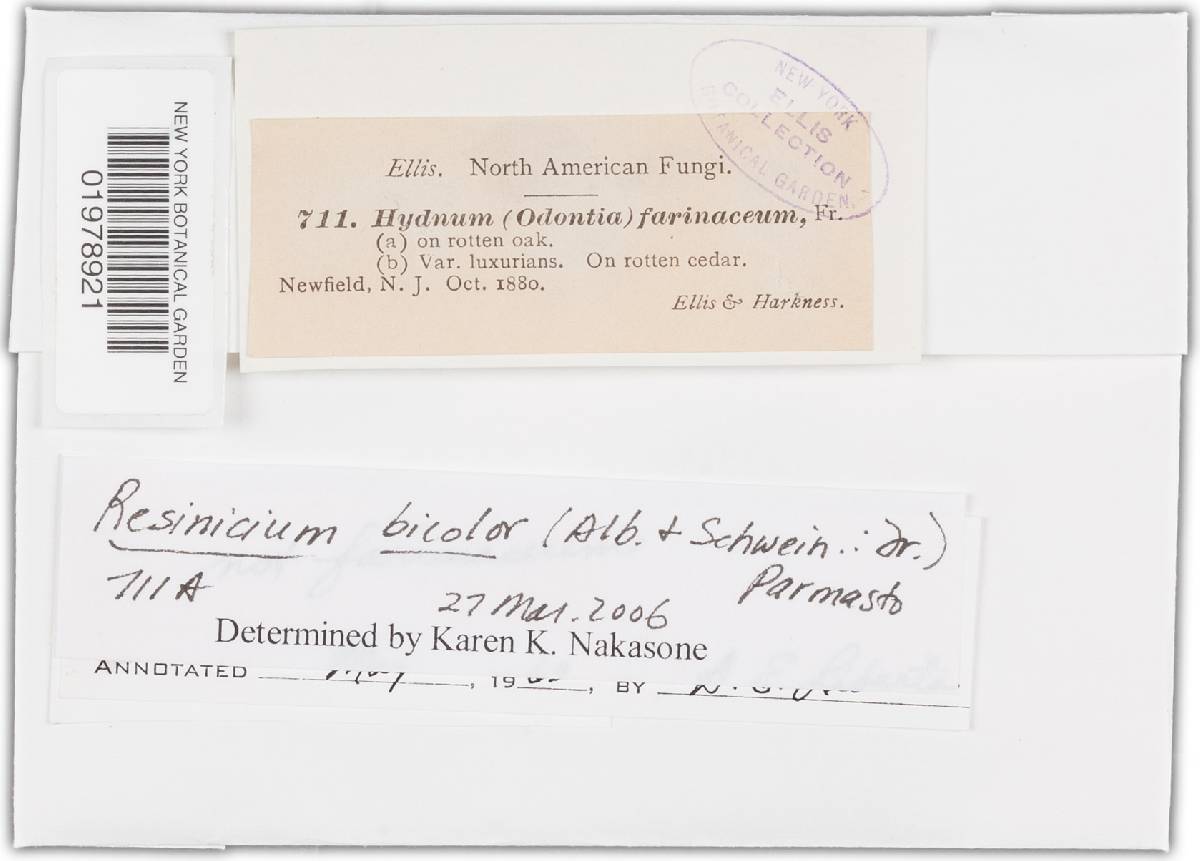 NEW YORK BOTANICAL GARDEN
01978921
NEW YORK
ELLIS
COLLECTION
BOTANICAL GARDEN.
Ellis. North American Fungi.
711. Hydnum (Odontia) farinaceum, Fr.
(a) on rotten oak.
(b) Var. luxurians. On rotten cedar.
Newfield, N. J. Oct. 1880.
Ellis & Harkness.
Resinicium bicolor (Alb. + Schwein.: Fr.)
Parmasto
711A
27 Mar. 2006
Determined by Karen K. Nakasone
ANNOTATED , 19 , BY